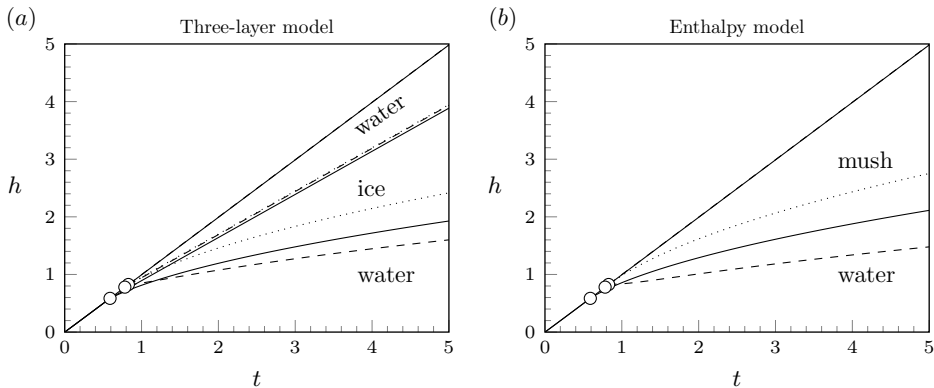 (a)
Three-layer model
5
4
3
2
1
0
h
water
ice
water
0 1 2 3 4 5
t
(b)
Enthalpy model
5
4
3
2
1
0
h
mush
water
0 1 2 3 4 5
t